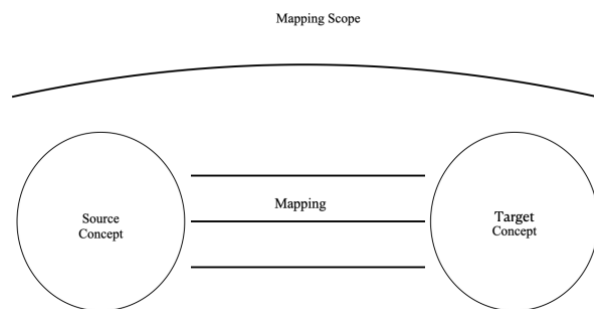 Mapping Scope
Mapping
Source
Concept
Target
Concept